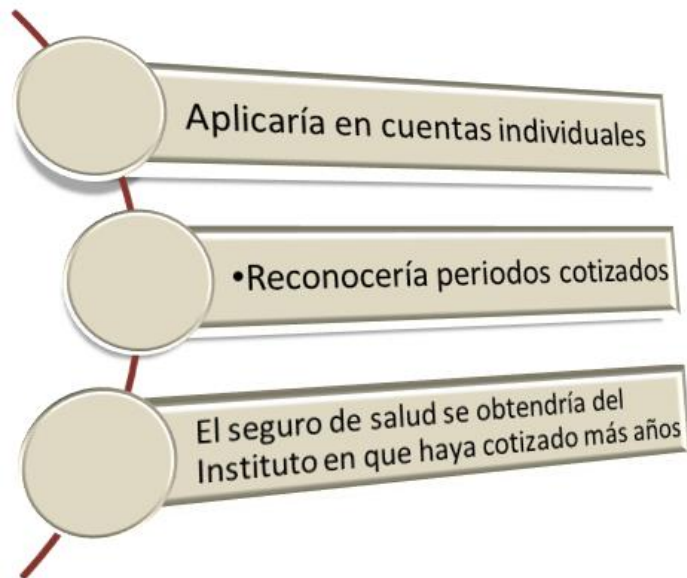 Aplicaría en cuentas individuales
•Reconocería periodos cotizados
El seguro de salud se obtendría del
Instituto en que haya cotizado más años